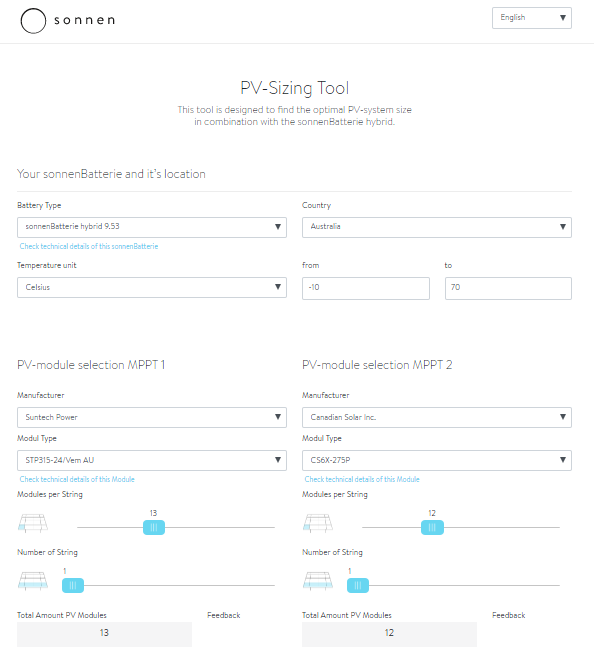 sonnen
English
PV-Sizing Tool
This tool is designed to find the optimal PV-system size
in combination with the sonnenBatterie hybrid.
Your sonnenBatterie and it's location
Battery Type
Country
sonnenBatterie hybrid 9.53
Australia
Check technical details of this sonnenBatterie
Temperature unit
from
to
Celsius
-10
70
PV-module selection MPPT 1
PV-module selection MPPT 2
Manufacturer
Manufacturer
Suntech Power
Canadian Solar Inc.
Modul Type
Modul Type
STP315-24/Vem AU
CS6X-275P
Check technical details of this Module
Check technical details of this Module
Modules per String
Modules per String
13
12
Number of String
Number of String
1
1
Total Amount PV Modules
Feedback
Total Amount PV Modules
Feedback
13
12